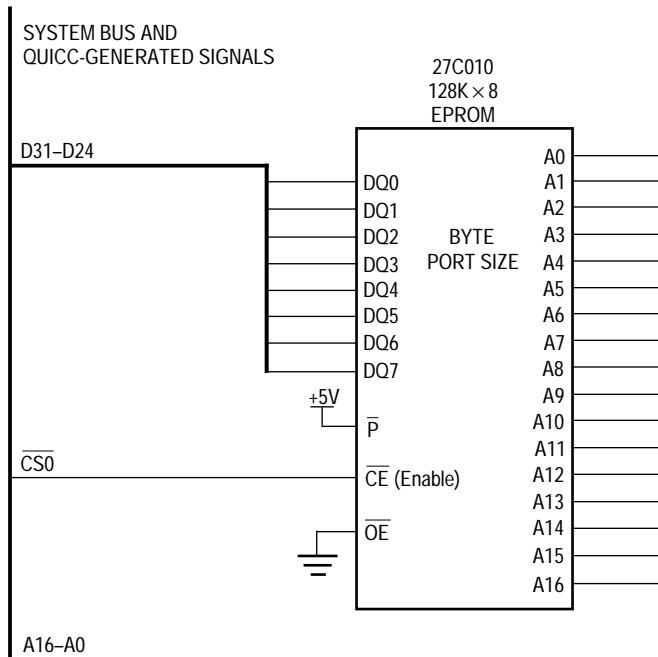 SYSTEM BUS AND
QUICC-GENERATED SIGNALS
27C010
128K × 8
EPROM
D31–D24
DQ0
DQ1
DQ2
DQ3
DQ4
DQ5
DQ6
DQ7
BYTE
PORT SIZE
A0
A1
A2
A3
A4
A5
A6
A7
A8
A9
A10
A11
A12
A13
A14
A15
A16
+5V
P
CS0
CE (Enable)
OE
A16–A0